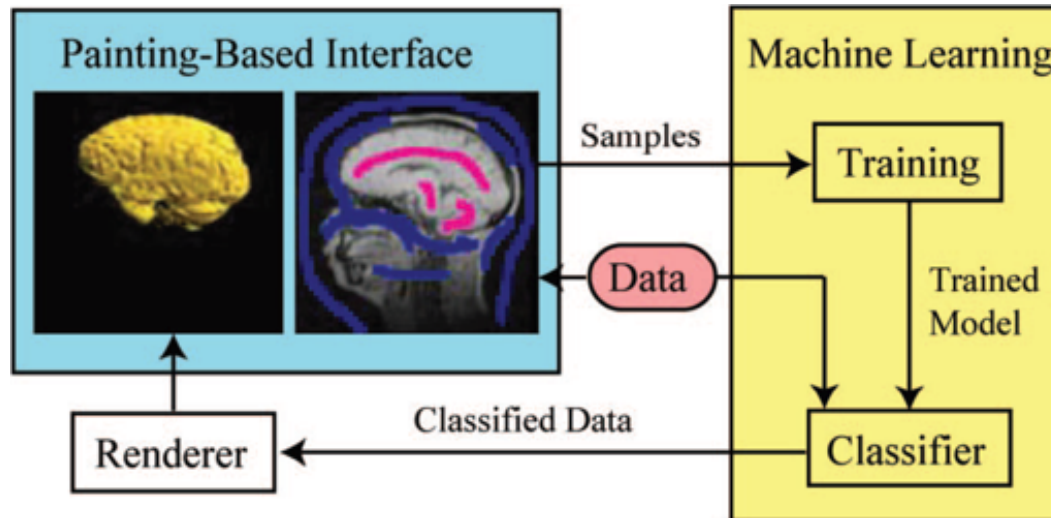 Painting-Based Interface
Machine Learning
Samples
Training
Data
Trained
Model
Classified Data
Renderer
Classifier